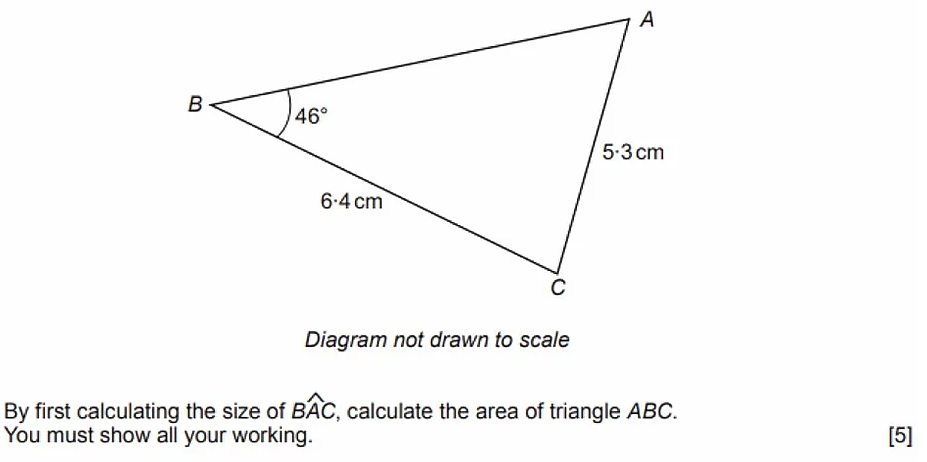 A
B
46°
5·3 cm
6·4 cm
C
Diagram not drawn to scale
By first calculating the size of BÂC, calculate the area of triangle ABC.
You must show all your working. [5]